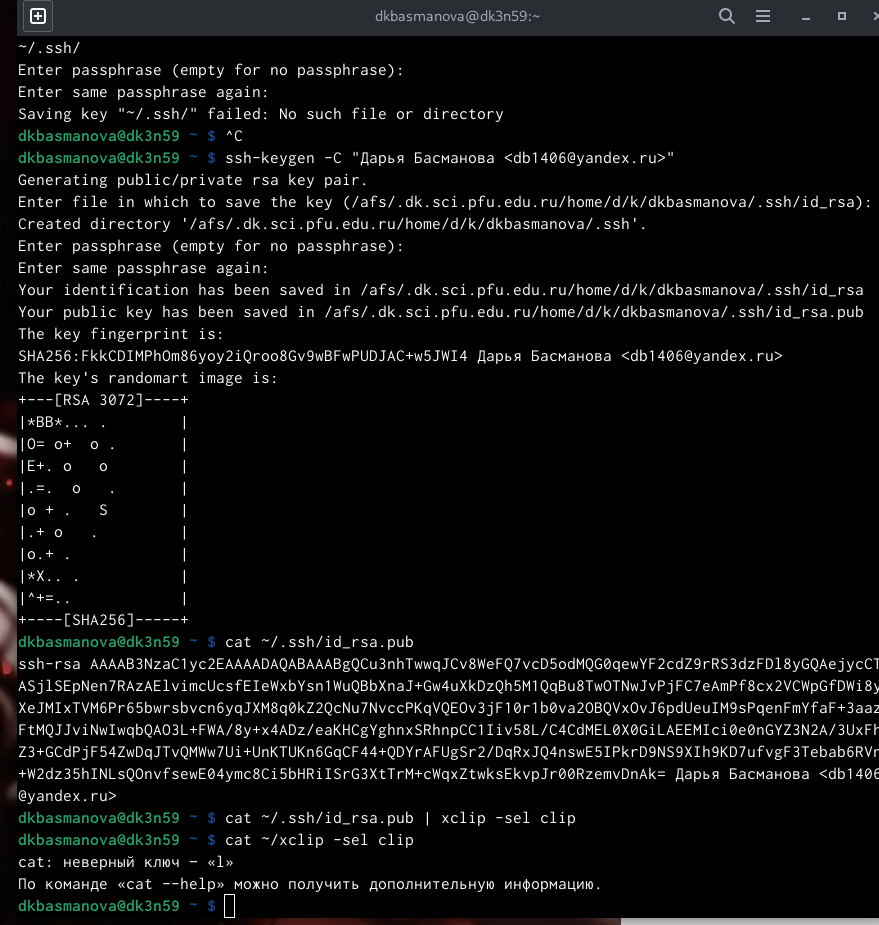 dkbasmanova@dk3n59:~
~/.ssh/
Enter passphrase (empty for no passphrase):
Enter same passphrase again:
Saving key "~/.ssh/" failed: No such file or directory
dkbasmanova@dk3n59 ~ $ ^C
dkbasmanova@dk3n59 ~ $ ssh-keygen -C "Дарья Басманова <db1406@yandex.ru>"
Generating public/private rsa key pair.
Enter file in which to save the key (/afs/.dk.sci.pfu.edu.ru/home/d/k/dkbasmanova/.ssh/id_rsa):
Created directory '/afs/.dk.sci.pfu.edu.ru/home/d/k/dkbasmanova/.ssh'.
Enter passphrase (empty for no passphrase):
Enter same passphrase again:
Your identification has been saved in /afs/.dk.sci.pfu.edu.ru/home/d/k/dkbasmanova/.ssh/id_rsa
Your public key has been saved in /afs/.dk.sci.pfu.edu.ru/home/d/k/dkbasmanova/.ssh/id_rsa.pub
The key fingerprint is:
SHA256:FkkCDIMPhOm86yoy2iQroo8Gv9wBFwPUDJAC+w5JWI4 Дарья Басманова <db1406@yandex.ru>
The key's randomart image is:
+---[RSA 3072]----+
|*BB*... .        |
|O= o+  o .       |
|E+. o   o        |
|.=.  o   .       |
|o + .   S        |
|.+ o   .         |
|o.+ .            |
|*X.. .           |
|^+=..            |
+----[SHA256]-----+
dkbasmanova@dk3n59 ~ $ cat ~/.ssh/id_rsa.pub
ssh-rsa AAAAB3NzaC1yc2EAAAADAQABAAABgQCu3nhTwwqJCv8WeFQ7vcD5odMQG0qewYF2cdZ9rRS3dzFDl8yGQAejycCT
ASjlSEpNen7RAzAElvimcUcsfEIeWxbYsn1WuQBbXnaJ+Gw4uXkDzQh5M1QqBu8TwOTNwJvPjFC7eAmPf8cx2VCWpGfDWi8y
XeJMIxTVM6Pr65bwrsbvcn6yqJXM8q0kZ2QcNu7NvccPKqVQEOv3jF10r1b0va2OBQVxOvJ6pdUeuIM9sPqenFmYfaF+3aaz
FtMQJJviNwIwqbQAO3L+FWA/8y+x4ADz/eaKHCgYghnxSRhnpCC1Iiv58L/C4CdMEL0X0GiLAEEMIci0e0nGYZ3N2A/3UxFh
Z3+GCdPjF54ZwDqJTvQMWw7Ui+UnKTUKn6GqCF44+QDYrAFUgSr2/DqRxJQ4nswE5IPkrD9NS9XIh9KD7ufvgF3Tebab6RVr
+W2dz35hINLsQOnvfsewE04ymc8Ci5bHRiISrG3XtTrM+cWqxZtwksEkvpJr00RzemvDnAk= Дарья Басманова <db1406
@yandex.ru>
dkbasmanova@dk3n59 ~ $ cat ~/.ssh/id_rsa.pub | xclip -sel clip
dkbasmanova@dk3n59 ~ $ cat ~/xclip -sel clip
cat: неверный ключ — «l»
По команде «cat --help» можно получить дополнительную информацию.
dkbasmanova@dk3n59 ~ $